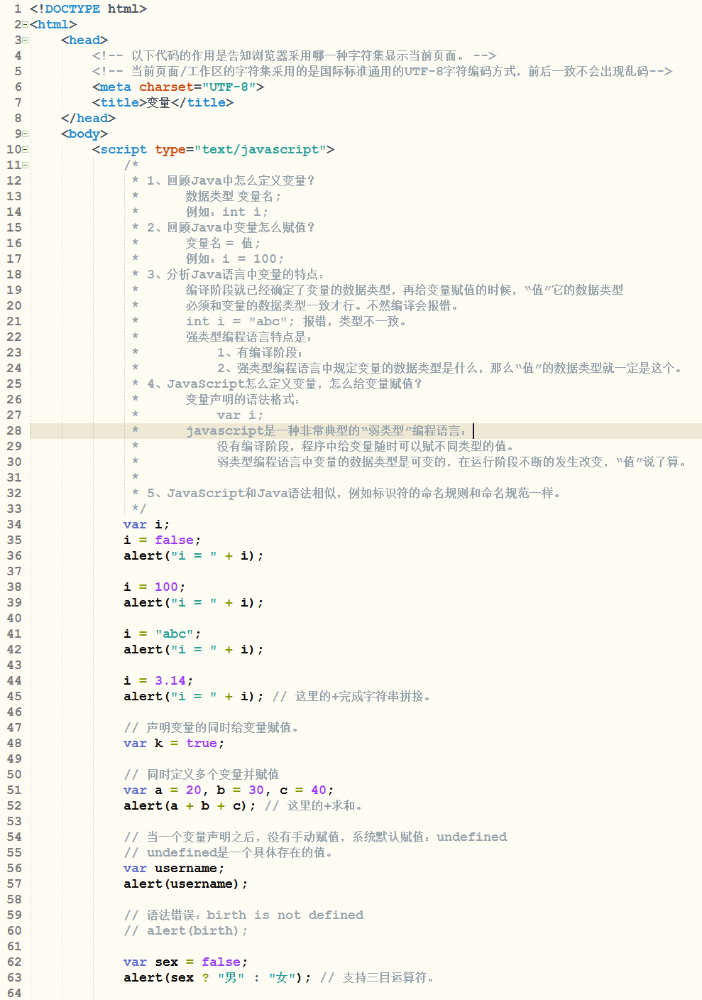 1 <!DOCTYPE html>
2 <html>
3 <head>
4 <!-- 以下代码的作用是告知浏览器采用哪一种字符集显示当前页面。 -->
5 <!-- 当前页面/工作区的字符集采用的是国际标准通用的UTF-8字符编码方式，前后一致不会出现乱码-->
6 <meta charset="UTF-8">
7 <title>变量</title>
8 </head>
9 <body>
10 <script type="text/javascript">
11 /*
12 * 1、回顾Java中怎么定义变量？
13 * 数据类型 变量名；
14 * 例如：int i;
15 * 2、回顾Java中变量怎么赋值？
16 * 变量名 = 值；
17 * 例如：i = 100;
18 * 3、分析Java语言中变量的特点：
19 * 编译阶段就已经确定了变量的数据类型，再给变量赋值的时候，“值”它的数据类型
20 * 必须和变量的数据类型一致才行。不然编译会报错。
21 * int i = "abc"; 报错，类型不一致。
22 * 强类型编程语言特点是：
23 * 1、有编译阶段；
24 * 2、强类型编程语言中规定变量的数据类型是什么，那么“值”的数据类型就一定是这个。
25 * 4、JavaScript怎么定义变量，怎么给变量赋值？
26 * 变量声明的语法格式：
27 * var i;
28 * javascript是一种非常典型的“弱类型”编程语言：
29 * 没有编译阶段，程序中给变量随时可以赋不同类型的值。
30 * 弱类型编程语言中变量的数据类型是可变的，在运行阶段不断的发生改变，“值”说了算。
31 *
32 * 5、JavaScript和Java语法相似，例如标识符的命名规则和命名规范一样。
33 */
34 var i;
35 i = false;
36 alert("i = " + i);
37
38 i = 100;
39 alert("i = " + i);
40
41 i = "abc";
42 alert("i = " + i);
43
44 i = 3.14;
45 alert("i = " + i); // 这里的+完成字符串拼接。
46
47 // 声明变量的同时给变量赋值。
48 var k = true;
49
50 // 同时定义多个变量并赋值
51 var a = 20, b = 30, c = 40;
52 alert(a + b + c); // 这里的+求和。
53
54 // 当一个变量声明之后，没有手动赋值，系统默认赋值：undefined
55 // undefined是一个具体存在的值。
56 var username;
57 alert(username);
58
59 // 语法错误：birth is not defined
60 // alert(birth);
61
62 var sex = false;
63 alert(sex ? "男" : "女"); // 支持三目运算符。
64